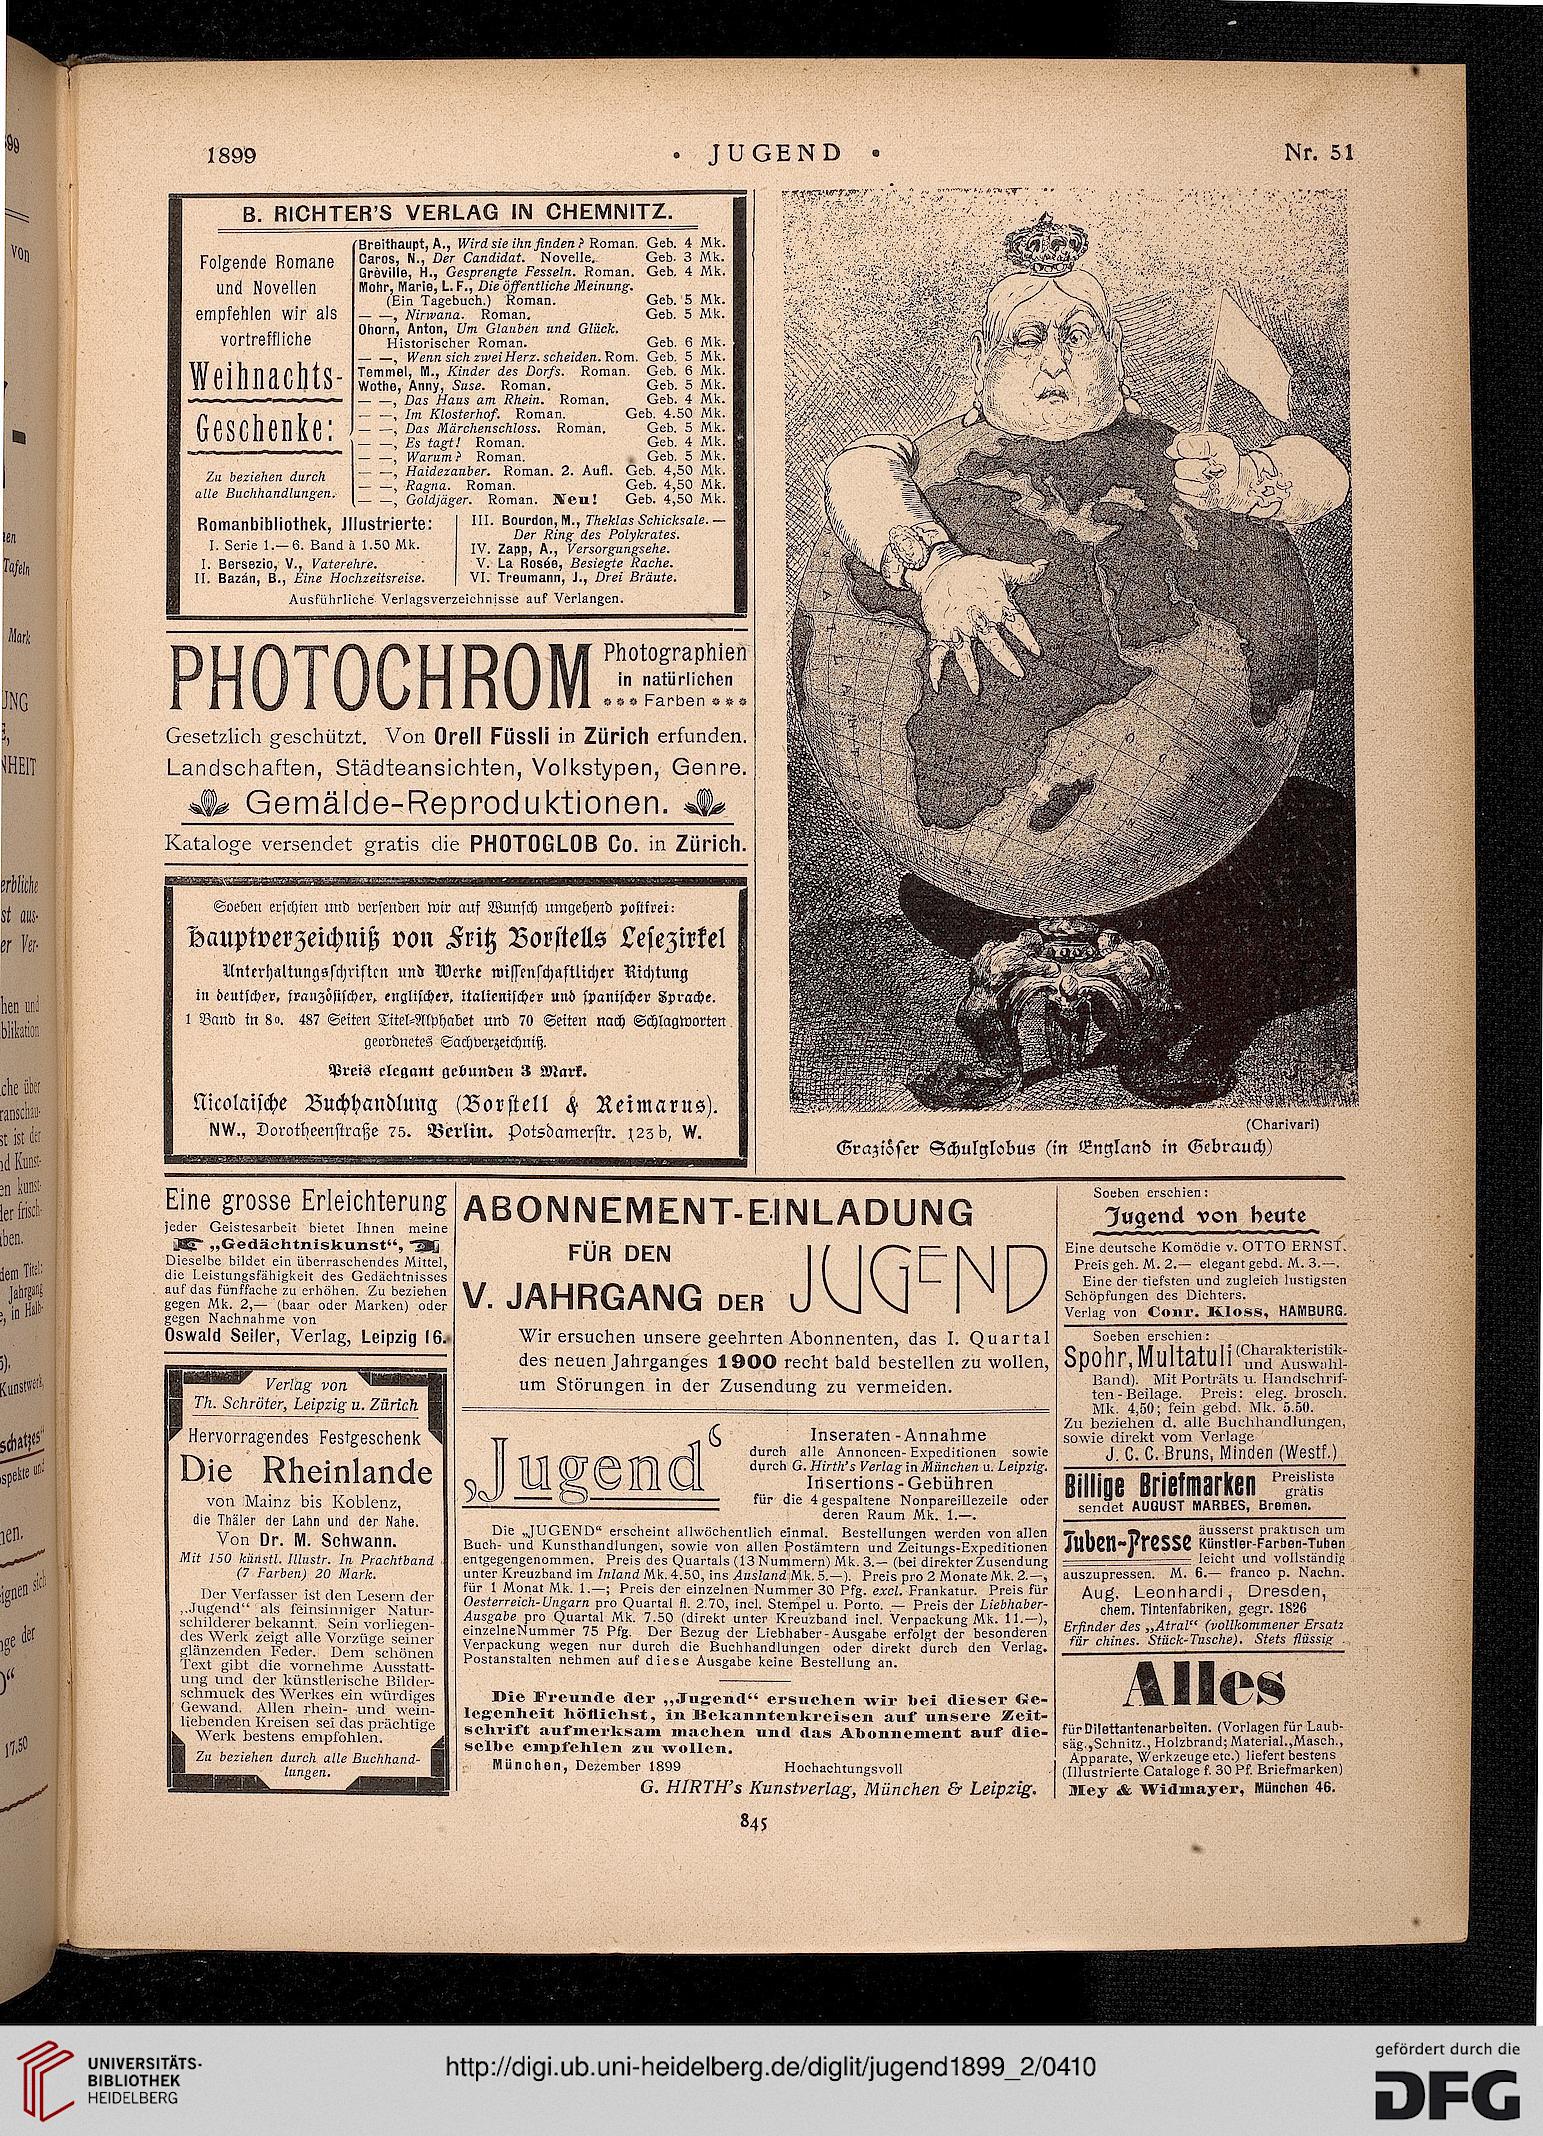 1899 • JUGEND • Nr. 51
B. RICHTER'S VERLAG IN CHEMNITZ.
Folgende Romane
und Novellen
empfehlen wir als
vortreffliche
Weihnachts-
Geschenke:
Zu beziehen durch
alle Buchhandlungen.
Breithaupt, A., Wird sie ihn finden? Roman. Geb. 4 Mk.
Caros, N., Der Candidat. Novelle. Geb. 3 Mk.
Gréville, H., Gesprengte Fesseln. Roman. Geb. 4 Mk.
Mohr, Marie, L. F., Die öffentliche Meinung.
(Ein Tagebuch.) Roman. Geb. 5 Mk.
— —, Nirwana. Roman. Geb. 5 Mk.
Ohorn, Anton, Um Glauben und Glück.
Historischer Roman. Geb. 6 Mk.
— —, Wenn sich zwei Herz. scheiden. Rom. Geb. 5 Mk.
Temmel, M., Kinder des Dorfs. Roman. Geb. 6 Mk.
Wothe, Anny, Suse. Roman. Geb. 5 Mk.
— —, Das Haus am Rhein. Roman. Geb. 4 Mk.
— —, Im Klosterhof. Roman. Geb. 4.50 Mk.
— —, Das Märchenschloss. Roman. Geb. 5 Mk.
— —, Es tagt! Roman. Geb. 4 Mk.
— —, Warum? Roman. Geb. 5 Mk.
— —, Haidezauber. Roman. 2. Aufl. Geb. 4,50 Mk.
— —, Ragna. Roman. Geb. 4,50 Mk.
— —, Goldjäger. Roman. Neu! Geb. 4,50 Mk.
Romanbibliothek, Jllustrierte:
I. Serie 1.—6. Band à 1.50 Mk.
I. Bersezio, V., Vaterehre.
II. Bazán, B., Eine Hochzeitsreise.
III. Bourdon, M., Theklas Schicksale. —
Der Ring des Polykrates.
IV. Zapp, A., Versorgungsehe.
V. La Rosée, Besiegte Rache.
VI. Treumann, J., Drei Bräute.
Ausführliche Verlagsverzeichnisse auf Verlangen.
PHOTOCHROM Photographien
in natürlichen
Farben
Gesetzlich geschützt. Von Orell Füssli in Zürich erfunden.
Landschaften, Städteansichten, Volkstypen, Genre.
Gemälde-Reproduktionen.
Kataloge versendet gratis die PHOTOGLOB Co. in Zürich.
Soeben erschien und versenden wir auf Wunsch umgehend postfrei:
Hauptverzeichniß von Fritz Borstells Lesezirkel
Unterhaltungsschriften und Werke wissenschaftlicher Richtung
in deutscher, französischer, englischer, italienischer und spanischer Sprache.
1 Band in 8o. 487 Seiten Titel-Alphabet und 70 Seiten nach Schlagworten
geordnetes Sachverzeichniß.
Preis elegant gebunden 3 Mark.
Nicolaische Buchhandlung (Borstell & Reimarus).
NW., Dorotheenstraße 75. Berlin. Potsdamerstr. 123b, W.
(Charivari)
Graziöser Schulglobus (in England in Gebrauch)
Eine grosse Erleichterung
jeder Geistesarbeit bietet Ihnen meine
„Gedächtniskunst“,
Dieselbe bildet ein überraschendes Mittel,
die Leistungsfähigkeit des Gedächtnisses
auf das fünffache zu erhöhen. Zu beziehen
gegen Mk. 2,— (baar oder Marken) oder
gegen Nachnahme von
Oswald Seiler, Verlag, Leipzig 16.
Verlag von
Th. Schröter, Leipzig u. Zürich
Hervorragendes Festgeschenk
Die Rheinlande
von Mainz bis Koblenz,
die Thäler der Lahn und der Nahe.
Von Dr. M. Schwann.
Mit 150 künstl. Illustr. In Prachtband
(7 Farben) 20 Mark.
Der Verfasser ist den Lesern der
„Jugend“ als feinsinniger Natur-
schilderer bekannt. Sein vorliegen-
des Werk zeigt alle Vorzüge seiner
glänzenden Feder. Dem schönen
Text gibt die vornehme Ausstatt-
ung und der künstlerische Bilder-
schmuck des Werkes ein würdiges
Gewand. Allen rhein- und wein-
liebenden Kreisen sei das prächtige
Werk bestens empfohlen.
Zu beziehen durch alle Buchhand-
lungen.
ABONNEMENT-EINLADUNG
FÜR DEN
V. JAHRGANG DER JUGEND
Wir ersuchen unsere geehrten Abonnenten, das I. Quartal
des neuen Jahrganges 1900 recht bald bestellen zu wollen,
um Störungen in der Zusendung zu vermeiden.
‚Jugend‘
Inseraten-Annahme
durch alle Annoncen-Expeditionen sowie
durch G. Hirth's Verlag in München u. Leipzig.
Insertions-Gebühren
für die 4 gespaltene Nonpareillezeile oder
deren Raum Mk. 1.—.
Die „JUGEND“ erscheint allwöchentlich einmal. Bestellungen werden von allen
Buch- und Kunsthandlungen, sowie von allen Postämtern und Zeitungs-Expeditionen
entgegengenommen. Preis des Quartals (13 Nummern) Mk. 3.— (bei direkter Zusendung
unter Kreuzband im Inland Mk. 4.50, ins Ausland Mk. 5.—). Preis pro 2 Monate Mk. 2.—,
für 1 Monat Mk. 1.—; Preis der einzelnen Nummer 30 Pfg. excl. Frankatur. Preis für
Oesterreich-Ungarn pro Quartal fl. 2.70, incl. Stempel u. Porto. — Preis der Liebhaber-
Ausgabe pro Quartal Mk. 7.50 (direkt unter Kreuzband incl. Verpackung Mk. 11.—),
einzelne Nummer 75 Pfg. Der Bezug der Liebhaber-Ausgabe erfolgt der besonderen
Verpackung wegen nur durch die Buchhandlungen oder direkt durch den Verlag.
Postanstalten nehmen auf diese Ausgabe keine Bestellung an.
Die Freunde der „Jugend“ ersuchen wir bei dieser Ge-
legenheit höflichst, in Bekanntenkreisen auf unsere Zeit-
schrift aufmerksam machen und das Abonnement auf die-
selbe empfehlen zu wollen.
München, Dezember 1899 Hochachtungsvoll
G. HIRTH's Kunstverlag, München & Leipzig.
Soeben erschien:
Jugend von heute
Eine deutsche Komödie v. OTTO ERNST.
Preis geh. M. 2.— elegant gebd. M. 3.—.
Eine der tiefsten und zugleich lustigsten
Schöpfungen des Dichters.
Verlag von Conr. Kloss, HAMBURG.
Soeben erschien:
Spohr, Multatuli (Charakteristik-
und Auswahl-
Band). Mit Porträts u. Handschrif-
ten-Beilage. Preis: eleg. brosch.
Mk. 4,50; fein gebd. Mk. 5.50.
Zu beziehen d. alle Buchhandlungen,
sowie direkt vom Verlage
J. C. C. Bruns, Minden (Westf.)
Billige Briefmarken Preisliste
gratis
sendet AUGUST MARBES, Bremen.
Tuben-Presse äusserst praktisch um
Künstler-Farben-Tuben
leicht und vollständig
auszupressen. M. 6.— franco p. Nachn.
Aug. Leonhardi, Dresden,
chem. Tintenfabriken, gegr. 1826
Erfinder des „Atral“ (vollkommener Ersatz
für chines. Stück-Tusche). Stets flüssig
Alles
für Dilettantenarbeiten. (Vorlagen für Laub-
säg., Schnitz., Holzbrand; Material., Masch.,
Apparate, Werkzeuge etc.) liefert bestens
(Illustrierte Cataloge f. 30 Pf. Briefmarken)
Mey & Widmayer, München 46.
845
UNIVERSITÄTS-
BIBLIOTHEK
HEIDELBERG
http://digi.ub.uni-heidelberg.de/diglit/jugend1899_2/0410
gefördert durch die
DFG